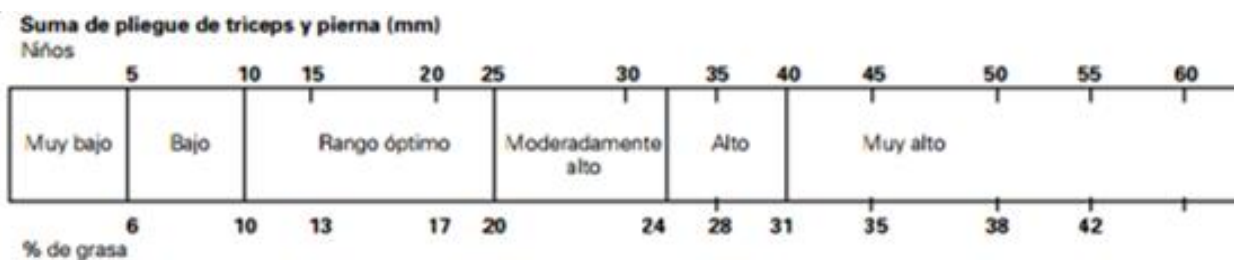 Suma de pliegue de triceps y pierna (mm)
Niños
5 10 15 20 25 30 35 40 45 50 55 60
Muy bajo Bajo Rango óptimo Moderadamente alto Alto Muy alto
6 10 13 17 20 24 28 31 35 38 42
% de grasa